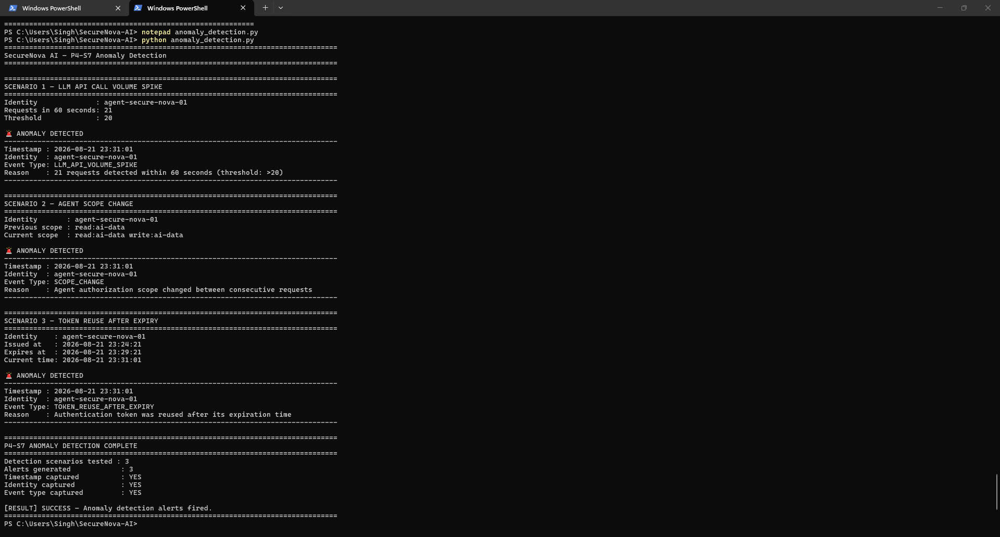 Windows PowerShell
Windows PowerShell
============================================================
PS C:\Users\Singh\SecureNova-AI> notepad anomaly_detection.py
PS C:\Users\Singh\SecureNova-AI> python anomaly_detection.py
================================================================================
SecureNova AI – P4-S7 Anomaly Detection
================================================================================
================================================================================
SCENARIO 1 – LLM API CALL VOLUME SPIKE
================================================================================
Identity              : agent-secure-nova-01
Requests in 60 seconds: 21
Threshold             : 20
🚨 ANOMALY DETECTED
--------------------------------------------------------------------------------
Timestamp : 2026-08-21 23:31:01
Identity  : agent-secure-nova-01
Event Type: LLM_API_VOLUME_SPIKE
Reason    : 21 requests detected within 60 seconds (threshold: >20)
--------------------------------------------------------------------------------
================================================================================
SCENARIO 2 – AGENT SCOPE CHANGE
================================================================================
Identity       : agent-secure-nova-01
Previous scope : read:ai-data
Current scope  : read:ai-data write:ai-data
🚨 ANOMALY DETECTED
--------------------------------------------------------------------------------
Timestamp : 2026-08-21 23:31:01
Identity  : agent-secure-nova-01
Event Type: SCOPE_CHANGE
Reason    : Agent authorization scope changed between consecutive requests
--------------------------------------------------------------------------------
================================================================================
SCENARIO 3 – TOKEN REUSE AFTER EXPIRY
================================================================================
Identity    : agent-secure-nova-01
Issued at   : 2026-08-21 23:24:21
Expires at  : 2026-08-21 23:29:21
Current time: 2026-08-21 23:31:01
🚨 ANOMALY DETECTED
--------------------------------------------------------------------------------
Timestamp : 2026-08-21 23:31:01
Identity  : agent-secure-nova-01
Event Type: TOKEN_REUSE_AFTER_EXPIRY
Reason    : Authentication token was reused after its expiration time
--------------------------------------------------------------------------------
================================================================================
P4-S7 ANOMALY DETECTION COMPLETE
================================================================================
Detection scenarios tested : 3
Alerts generated            : 3
Timestamp captured          : YES
Identity captured           : YES
Event type captured         : YES
[RESULT] SUCCESS – Anomaly detection alerts fired.
================================================================================
PS C:\Users\Singh\SecureNova-AI>